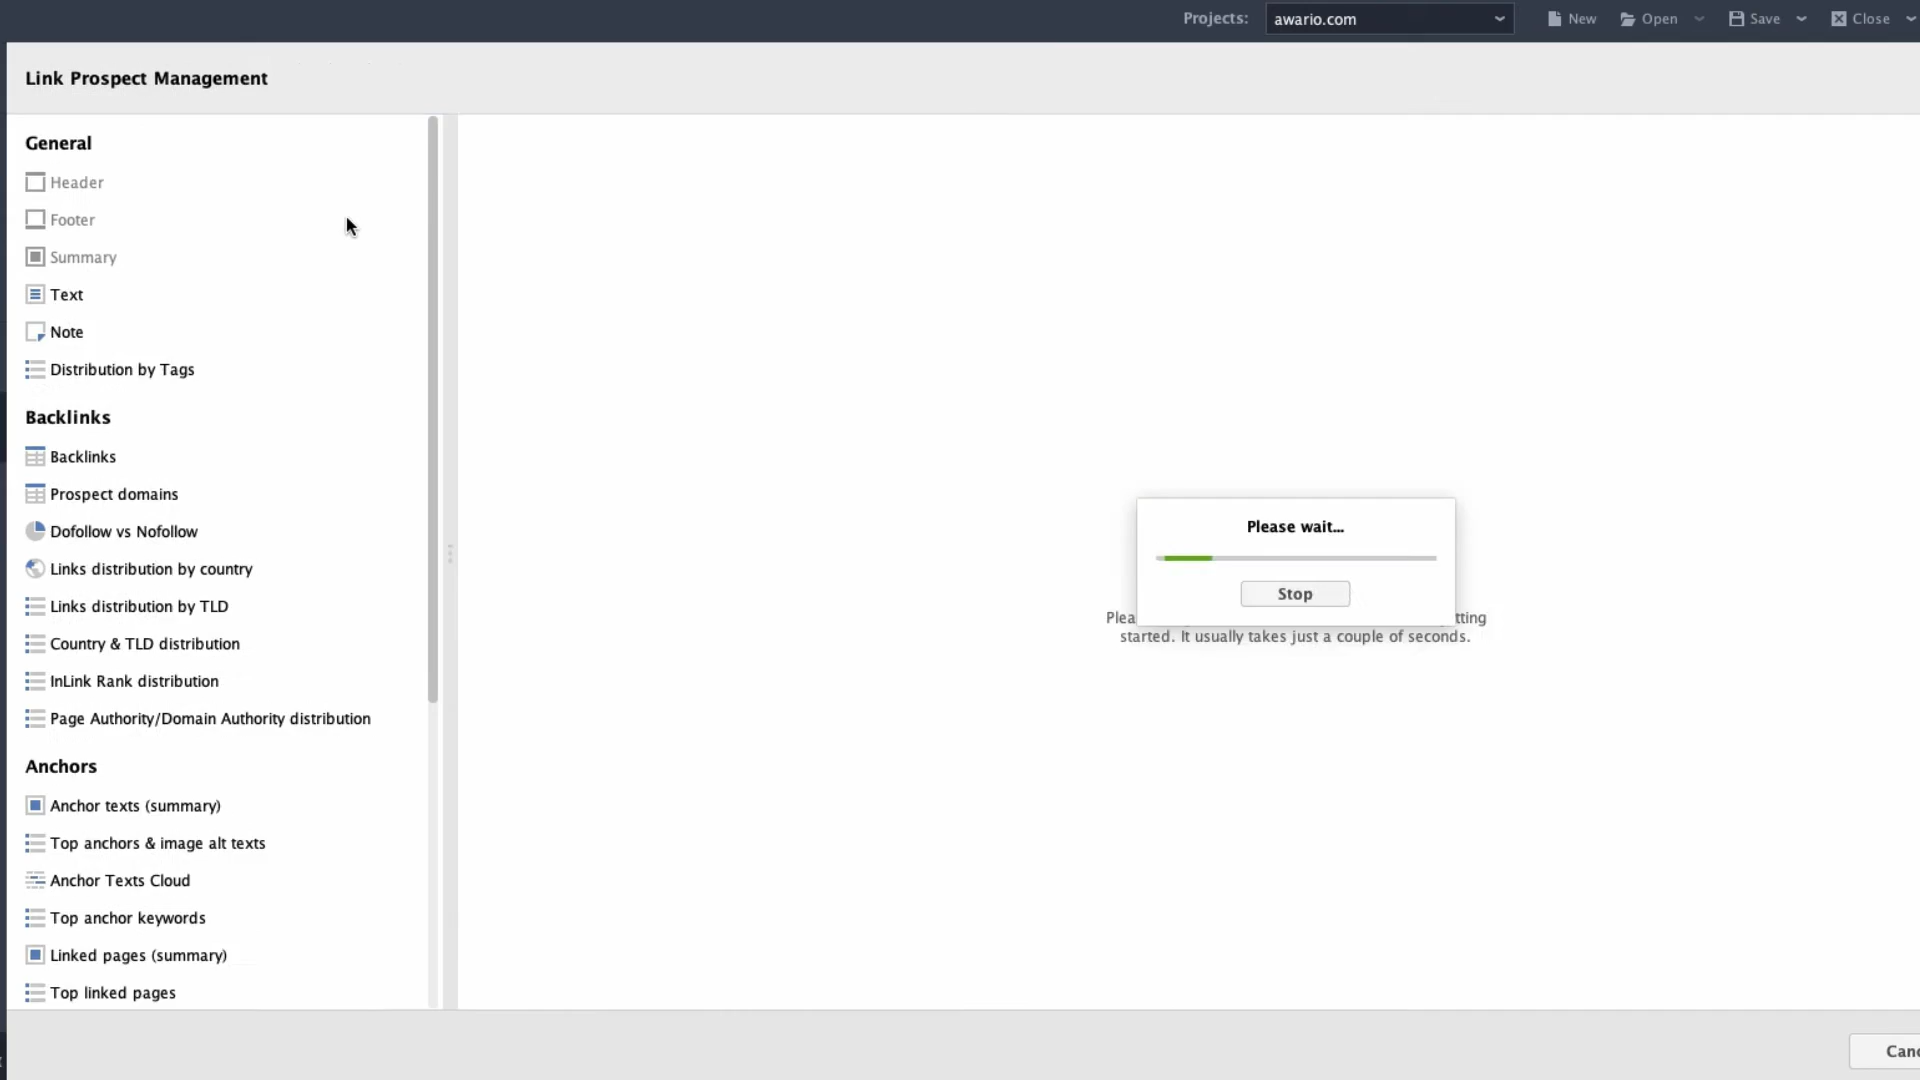 Projects: awario.com New Open Save Close
Link Prospect Management
General
Header
Footer
Summary
Text
Note
Distribution by Tags
Backlinks
Backlinks
Prospect domains
Dofollow vs Nofollow
Links distribution by country
Links distribution by TLD
Country & TLD distribution
InLink Rank distribution
Page Authority/Domain Authority distribution
Anchors
Anchor texts (summary)
Top anchors & image alt texts
Anchor Texts Cloud
Top anchor keywords
Linked pages (summary)
Top linked pages
Please wait...
Stop
started. It usually takes just a couple of seconds.